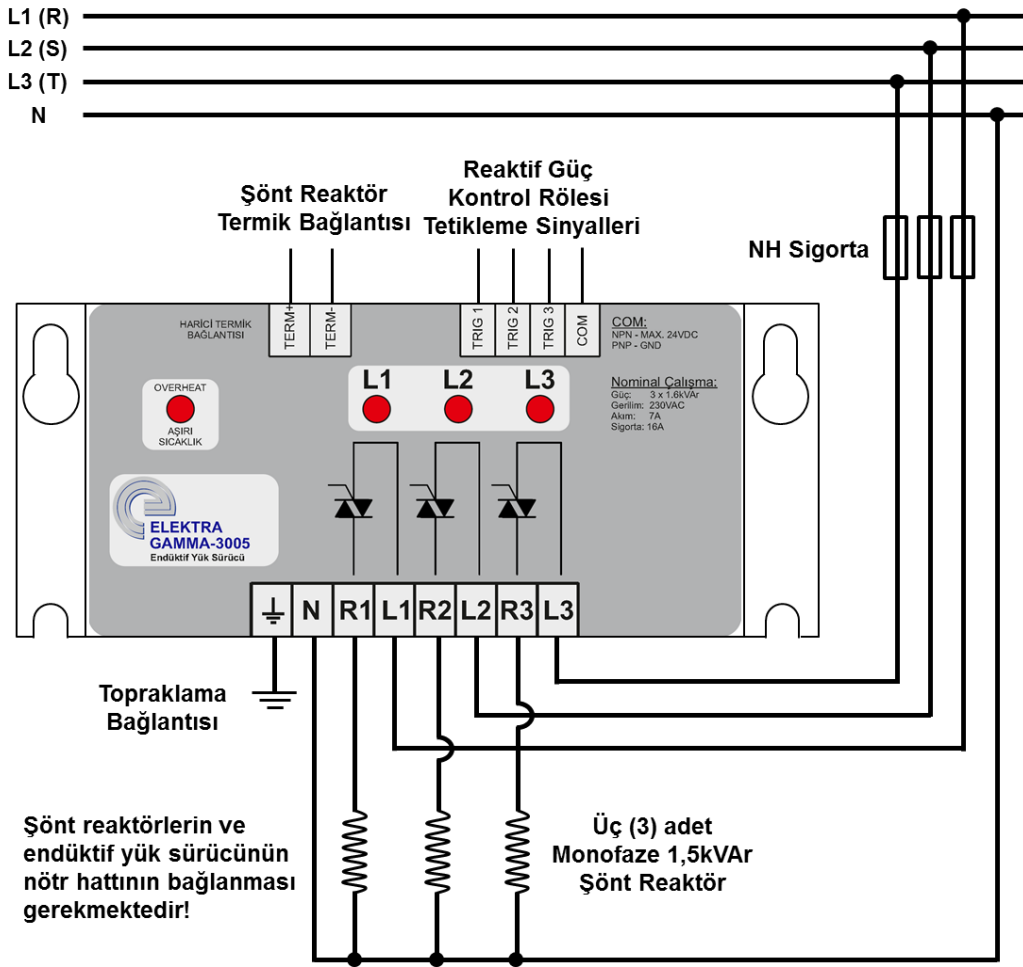 L1 (R)
L2 (S)
L3 (T)
N
Şönt Reaktör
Termik Bağlantısı
Reaktif Güç
Kontrol Rölesi
Tetikleme Sinyalleri
NH Sigorta
HARİCİ TERMİK
BAĞLANTISI
TERM+
TERM-
TRIG 1
TRIG 2
TRIG 3
COM
COM:
NPN - MAX. 24VDC
PNP - GND
OVERHEAT
AŞIRI
SICAKLIK
L1
L2
L3
Nominal Çalışma:
Güç: 3 x 1.6kVAr
Gerilim: 230VAC
Akım: 7A
Sigorta: 16A
ELEKTRA
GAMMA-3005
Endüktif Yük Sürücü
N
R1
L1
R2
L2
R3
L3
Topraklama
Bağlantısı
Şönt reaktörlerin ve
endüktif yük sürücünün
nötr hattının bağlanması
gerekmektedir!
Üç (3) adet
Monofaze 1,5kVAr
Şönt Reaktör